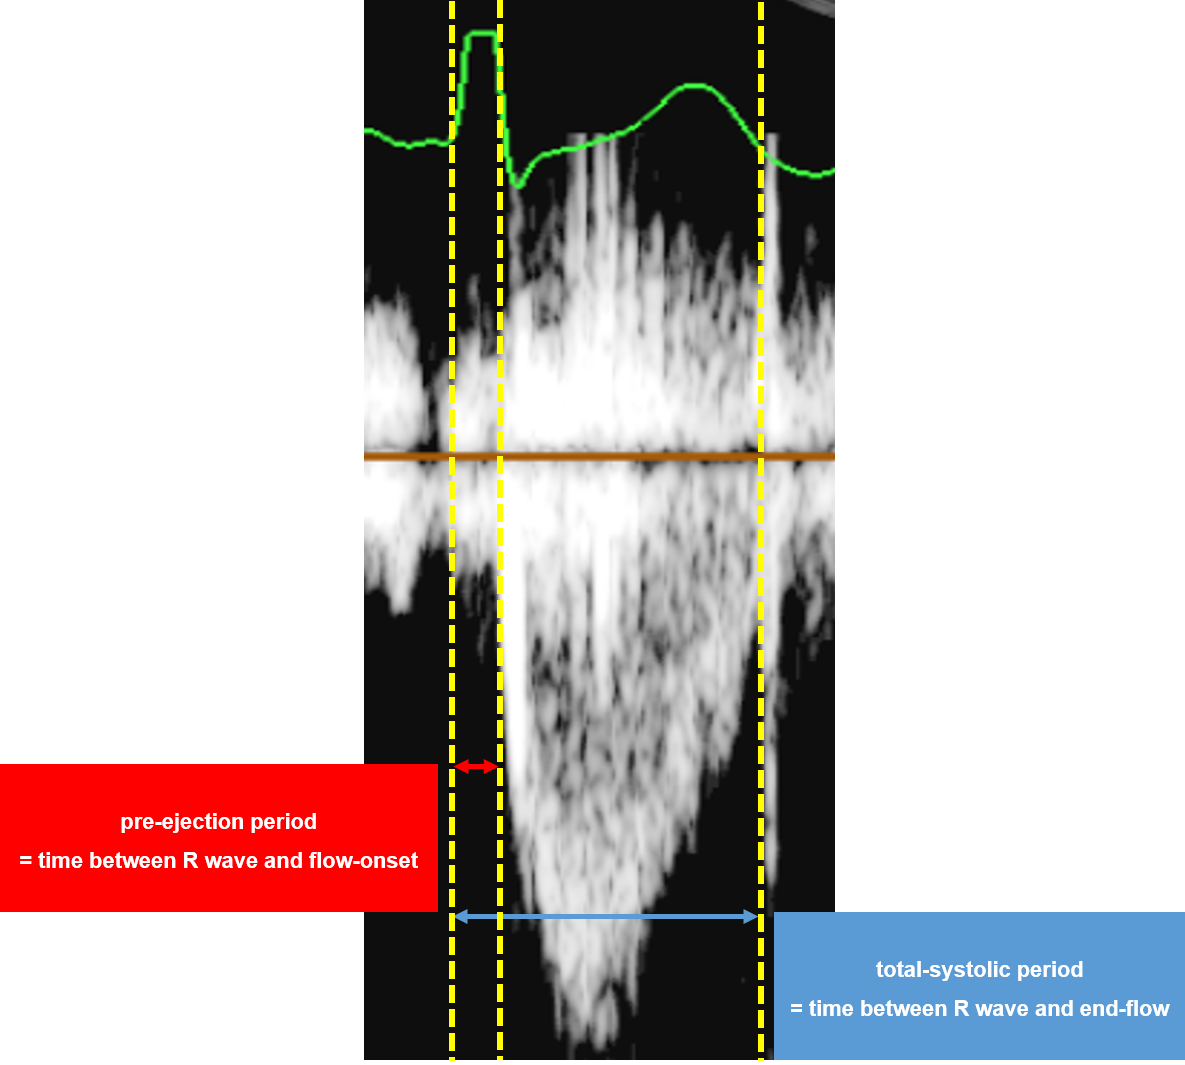 pre-ejection period
= time between R wave and flow-onset
total-systolic period
= time between R wave and end-flow